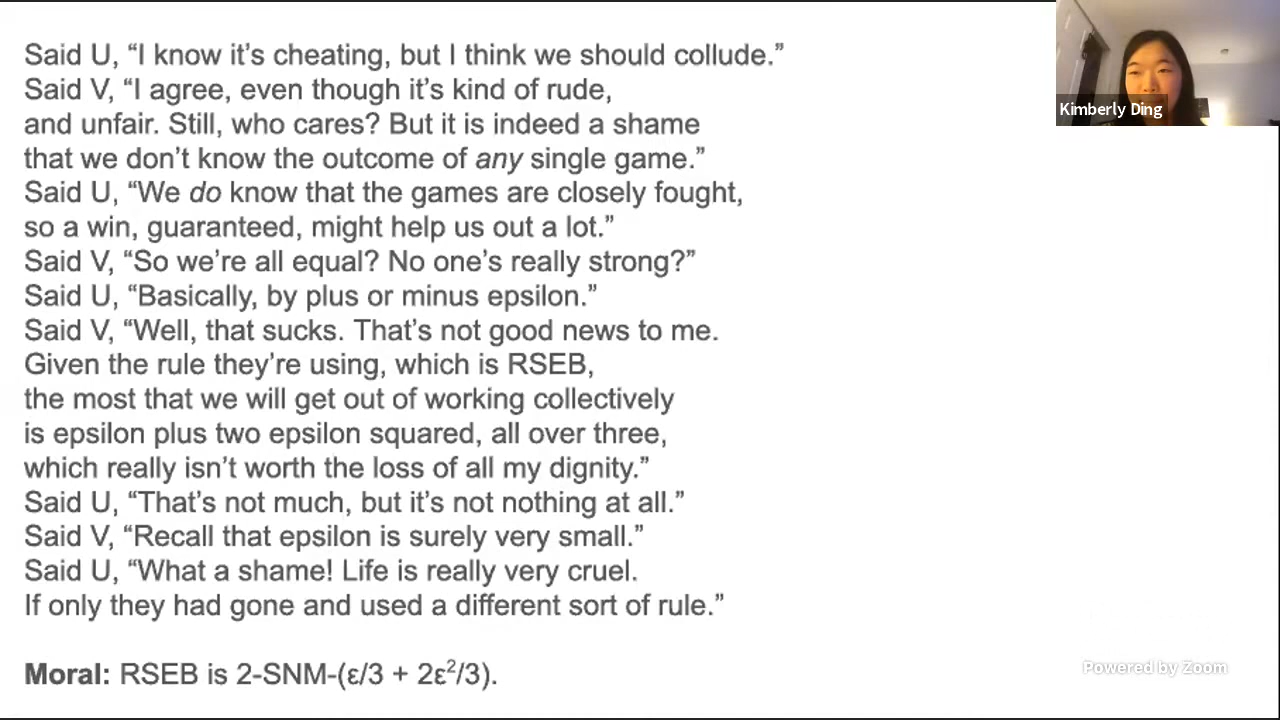 Said U, “I know it’s cheating, but I think we should collude.”
Said V, “I agree, even though it’s kind of rude,
and unfair. Still, who cares? But it is indeed a shame
that we don’t know the outcome of any single game.”
Said U, “We do know that the games are closely fought,
so a win, guaranteed, might help us out a lot.”
Said V, “So we’re all equal? No one’s really strong?”
Said U, “Basically, by plus or minus epsilon.”
Said V, “Well, that sucks. That’s not good news to me.
Given the rule they’re using, which is RSEB,
the most that we will get out of working collectively
is epsilon plus two epsilon squared, all over three,
which really isn’t worth the loss of all my dignity.”
Said U, “That’s not much, but it’s not nothing at all.”
Said V, “Recall that epsilon is surely very small.”
Said U, “What a shame! Life is really very cruel.
If only they had gone and used a different sort of rule.”
Moral: RSEB is 2-SNM-(ε/3 + 2ε²/3).
Kimberly Ding
Powered by Zoom